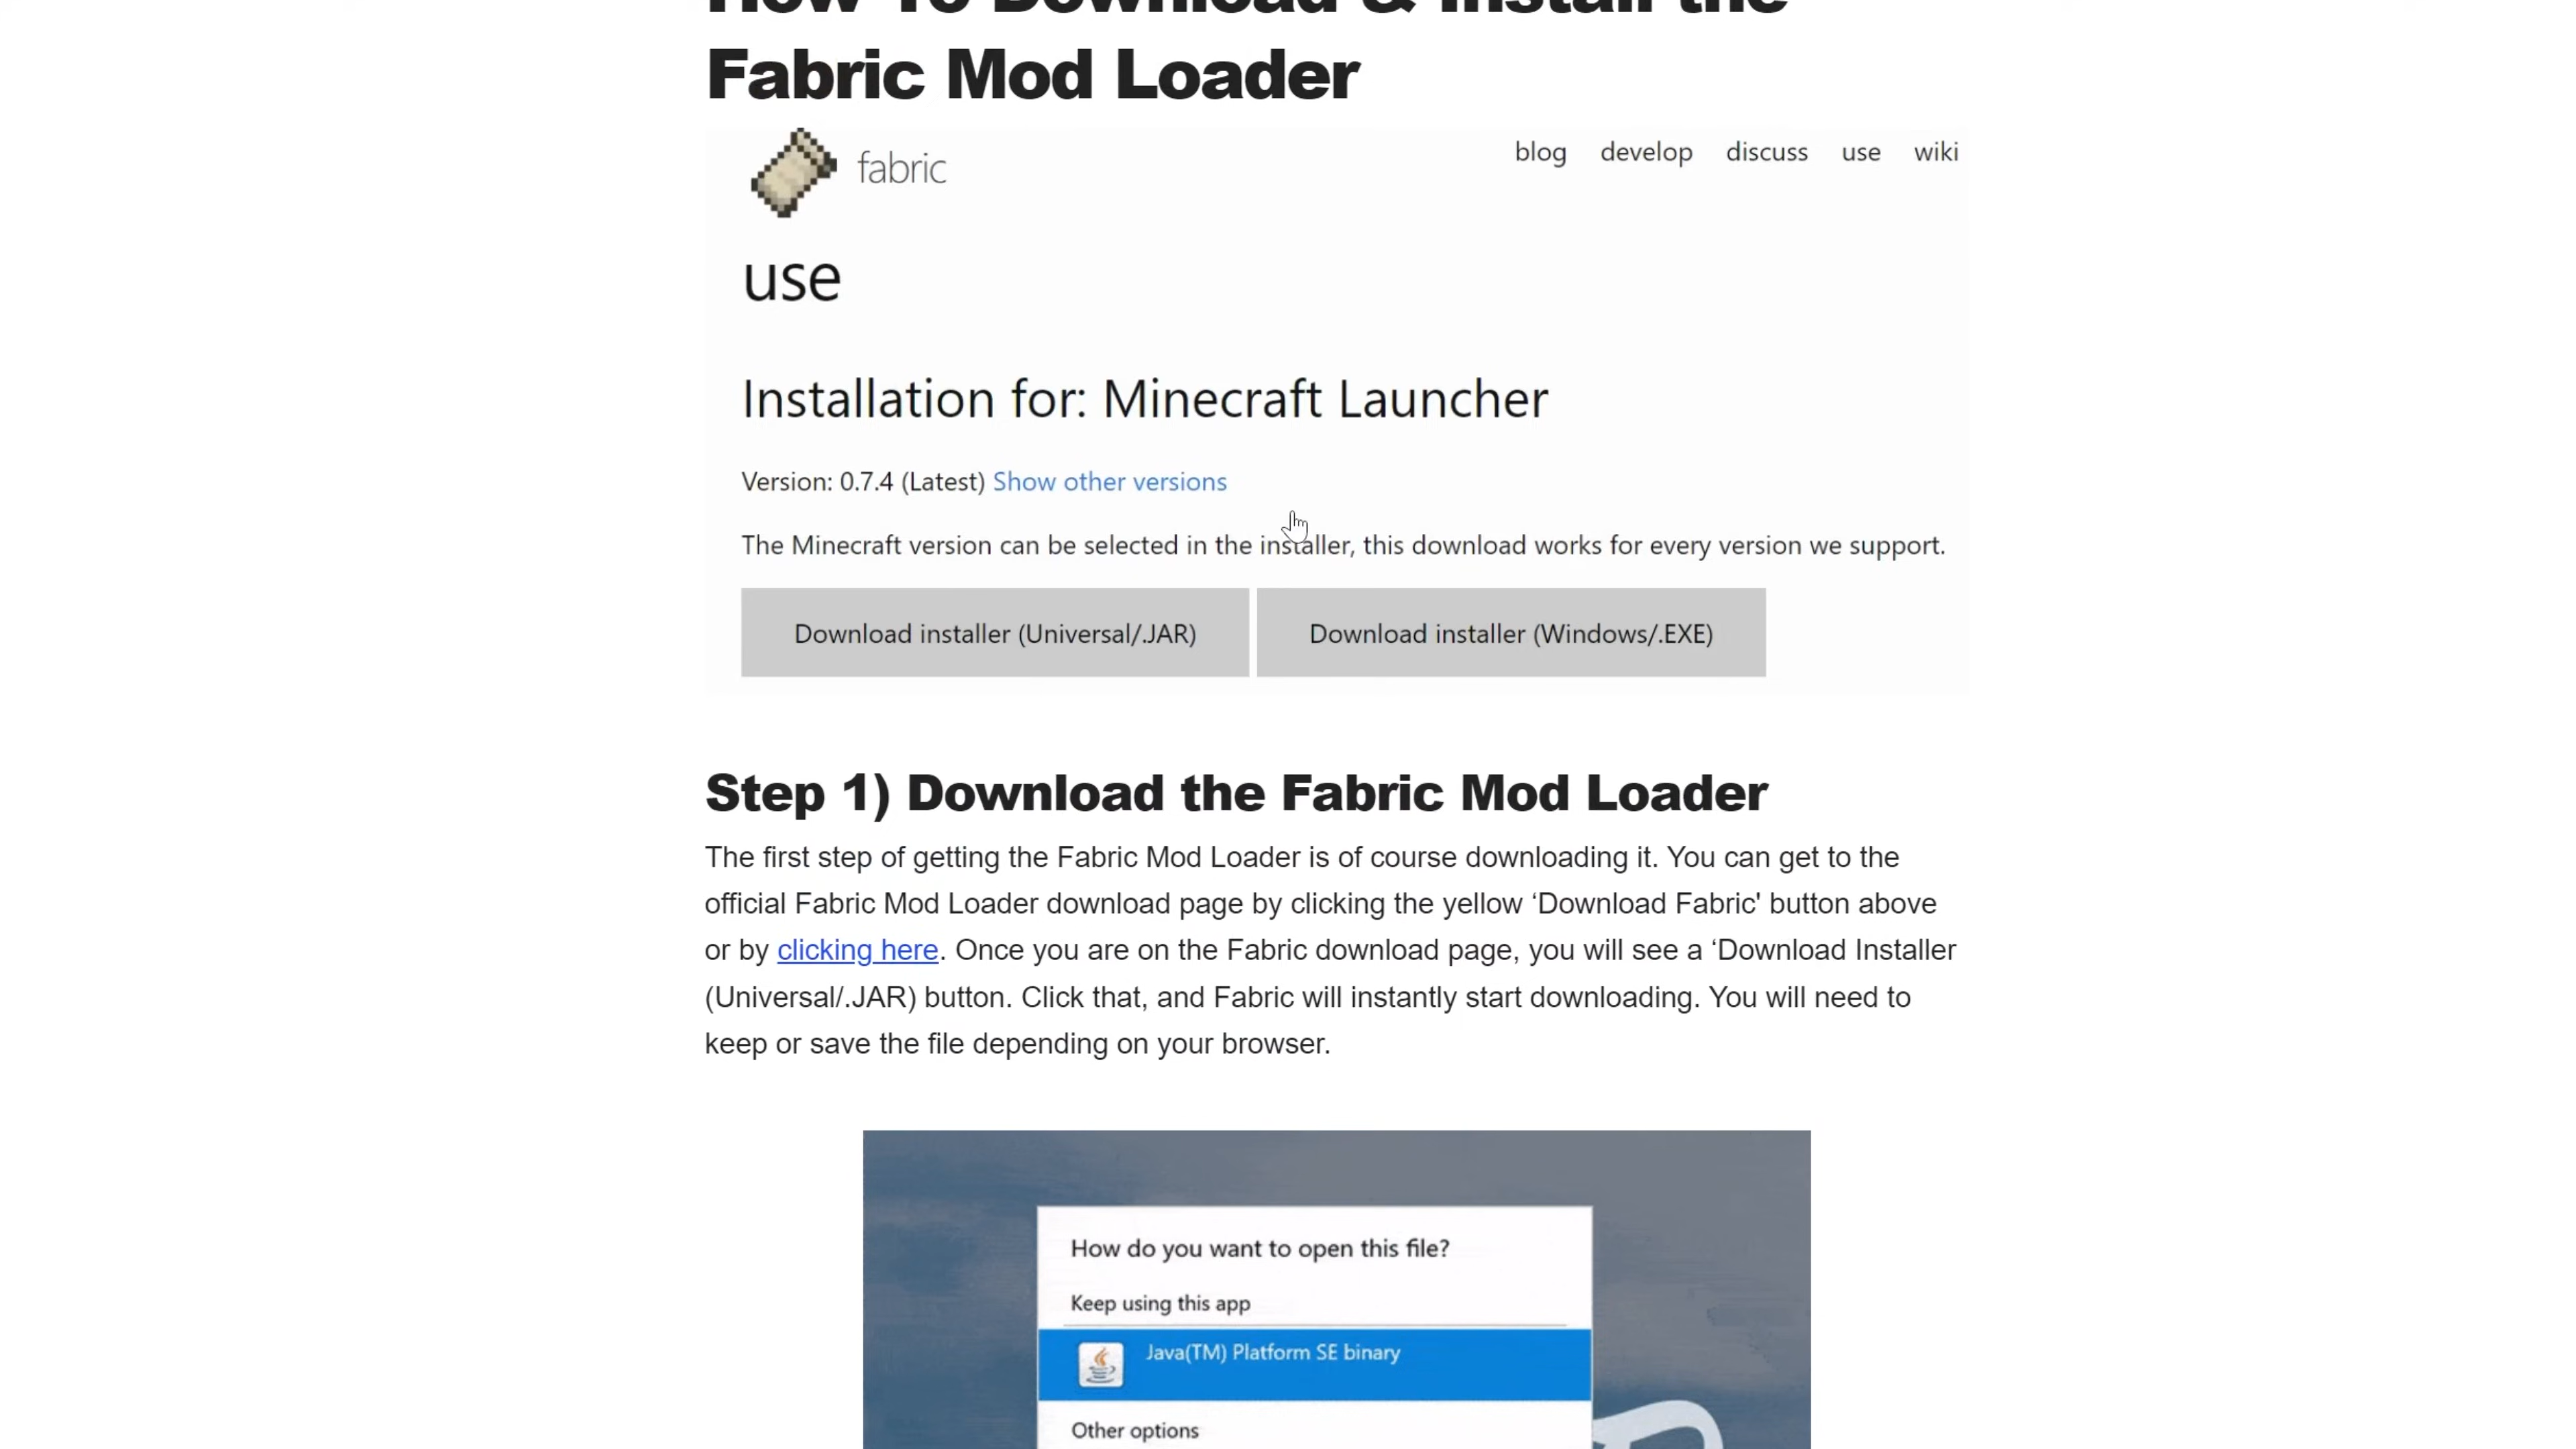 How To Download & Install the
Fabric Mod Loader
fabric
blog develop discuss use wiki
use
Installation for: Minecraft Launcher
Version: 0.7.4 (Latest) Show other versions
The Minecraft version can be selected in the installer, this download works for every version we support.
Download installer (Universal/.JAR) Download installer (Windows/.EXE)
Step 1) Download the Fabric Mod Loader
The first step of getting the Fabric Mod Loader is of course downloading it. You can get to the
official Fabric Mod Loader download page by clicking the yellow ‘Download Fabric' button above
or by clicking here. Once you are on the Fabric download page, you will see a ‘Download Installer
(Universal/.JAR) button. Click that, and Fabric will instantly start downloading. You will need to
keep or save the file depending on your browser.
How do you want to open this file?
Keep using this app
Java(TM) Platform SE binary
Other options